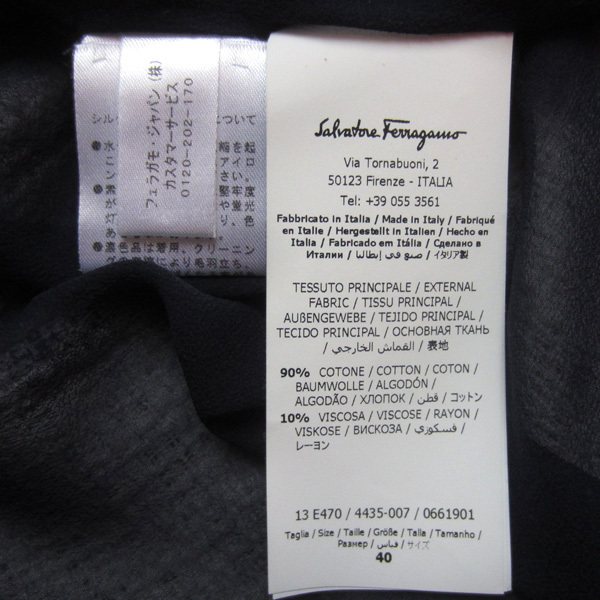 フェラガモ・ジャパン(株)
カスタマーサービス
0120-202-170
Salvatore Ferragamo
Via Tornabuoni, 2
50123 Firenze - ITALIA
Tel: +39 055 3561
Fabbricato in Italia / Made in Italy / Fabriqué
en Italie / Hergestellt in Italien / Hecho en
Italia / Fabricado em Itália / Сделано в
Италии / صنع في إيطاليا / イタリア製
TESSUTO PRINCIPALE / EXTERNAL
FABRIC / TISSU PRINCIPAL /
AUßENGEWEBE / TEJIDO PRINCIPAL /
TECIDO PRINCIPAL / ОСНОВНАЯ ТКАНЬ
/ القماش الخارجي / 表地
90% COTONE / COTTON / COTON /
BAUMWOLLE / ALGODÓN /
ALGODÃO / ХЛОПОК / قطن / コットン
10% VISCOSA / VISCOSE / RAYON /
VISKOSE / ВИСКОЗА / فسكوزي /
レーヨン
13 E470 / 4435-007 / 0661901
Taglia / Size / Taille / Größe / Talla / Tamanho /
Размер / قياس / サイズ
40